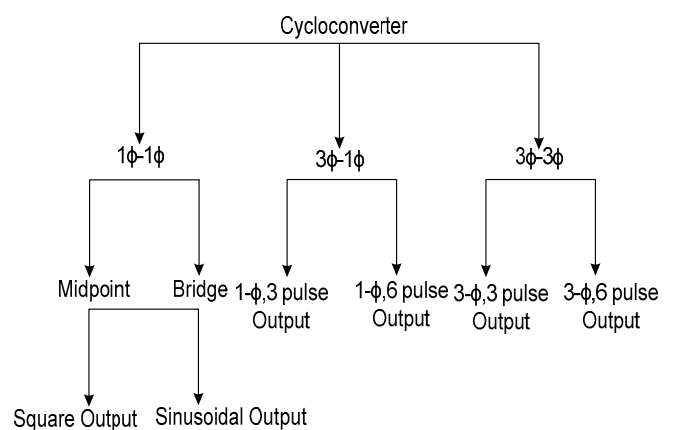 Cycloconverter
1ϕ-1ϕ
3ϕ-1ϕ
3ϕ-3ϕ
Midpoint
Bridge
1-ϕ,3 pulse
Output
1-ϕ,6 pulse
Output
3-ϕ,3 pulse
Output
3-ϕ,6 pulse
Output
Square Output
Sinusoidal Output